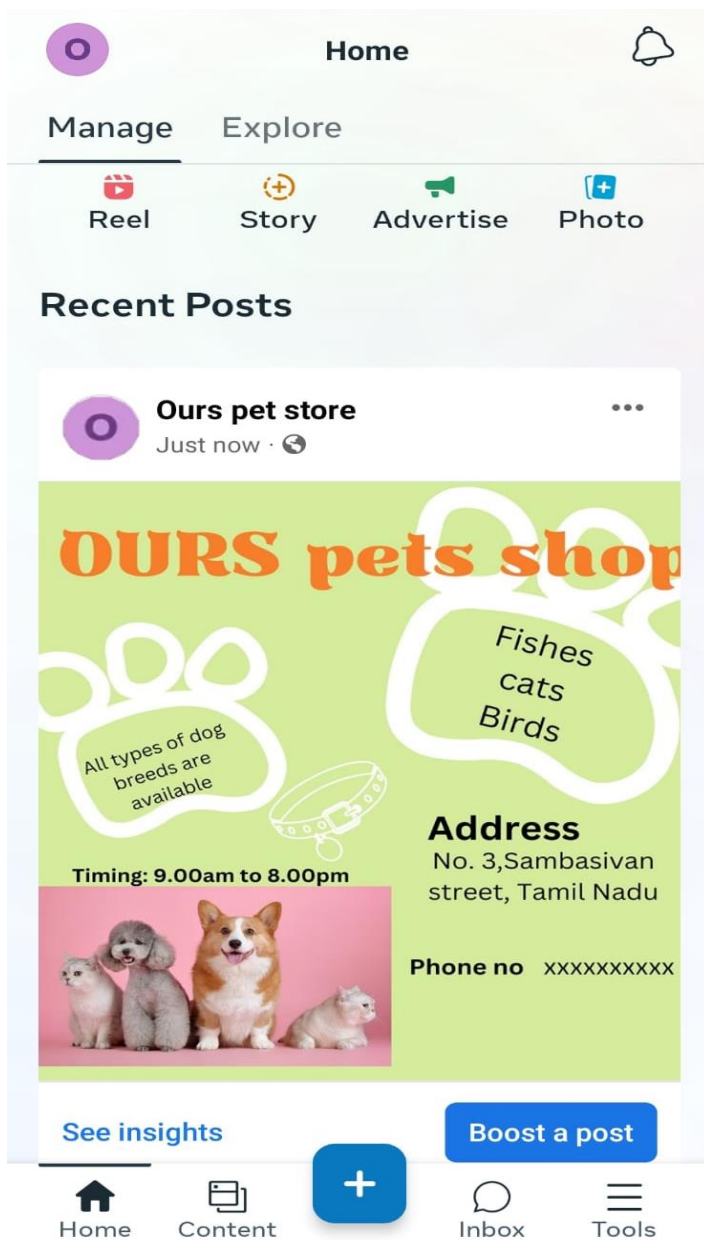 O
Home
Manage Explore
Reel Story Advertise Photo
Recent Posts
O
Ours pet store
Just now ·
OURS pets shop
Fishes
cats
Birds
All types of dog
breeds are
available
Address
No. 3,Sambasivan
street, Tamil Nadu
Timing: 9.00am to 8.00pm
Phone no xxxxxxxxxx
See insights Boost a post
Home Content Inbox Tools